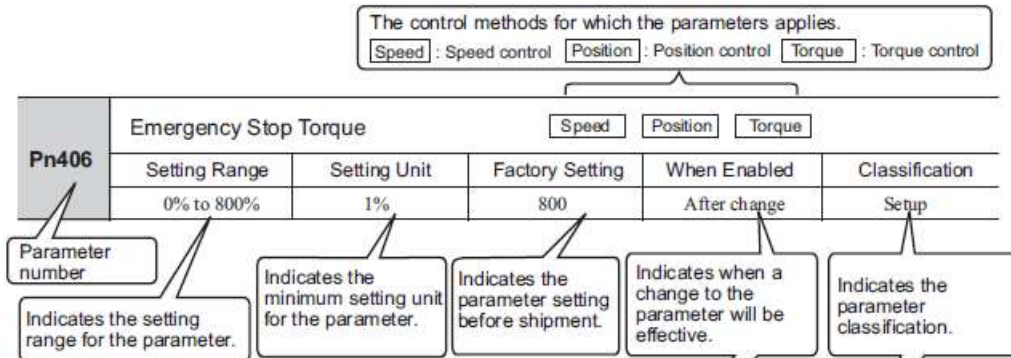 The control methods for which the parameters applies.
Speed : Speed control Position : Position control Torque : Torque control
Pn406
Emergency Stop Torque Speed Position Torque
Setting Range Setting Unit Factory Setting When Enabled Classification
0% to 800% 1% 800 After change Setup
Parameter
number
Indicates the setting
range for the parameter.
Indicates the
minimum setting unit
for the parameter.
Indicates the
parameter setting
before shipment.
Indicates when a
change to the
parameter will be
effective.
Indicates the
parameter
classification.